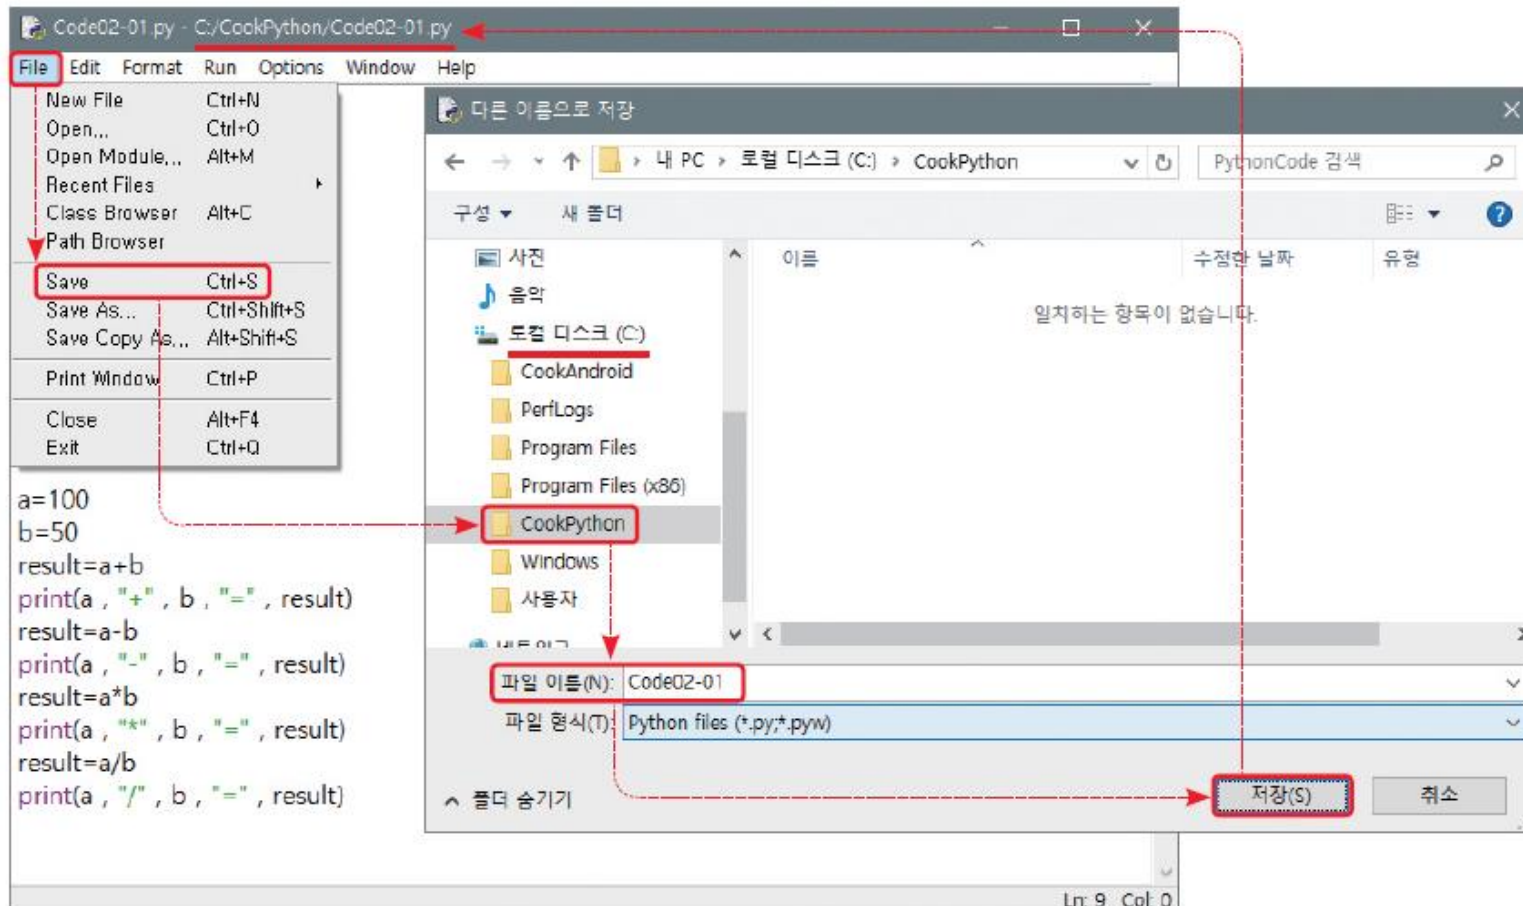 Code02-01.py - C:/CookPython/Code02-01.py
File Edit Format Run Options Window Help
New File Ctrl+N
Open... Ctrl+O
Open Module... Alt+M
Recent Files
Class Browser Alt+C
Path Browser
Save Ctrl+S
Save As... Ctrl+Shift+S
Save Copy As... Alt+Shift+S
Print Window Ctrl+P
Close Alt+F4
Exit Ctrl+Q
a=100
b=50
result=a+b
print(a , "+" , b , "=" , result)
result=a-b
print(a , "-" , b , "=" , result)
result=a*b
print(a , "*" , b , "=" , result)
result=a/b
print(a , "/" , b , "=" , result)
다른 이름으로 저장
내 PC › 로컬 디스크 (C:) › CookPython
PythonCode 검색
구성 새 폴더
사진
음악
로컬 디스크 (C:)
CookAndroid
PerfLogs
Program Files
Program Files (x86)
CookPython
Windows
사용자
이름 수정한 날짜 유형
일치하는 항목이 없습니다.
파일 이름(N): Code02-01
파일 형식(T): Python files (*.py;*.pyw)
폴더 숨기기
저장(S) 취소
Ln: 9 Col: 0